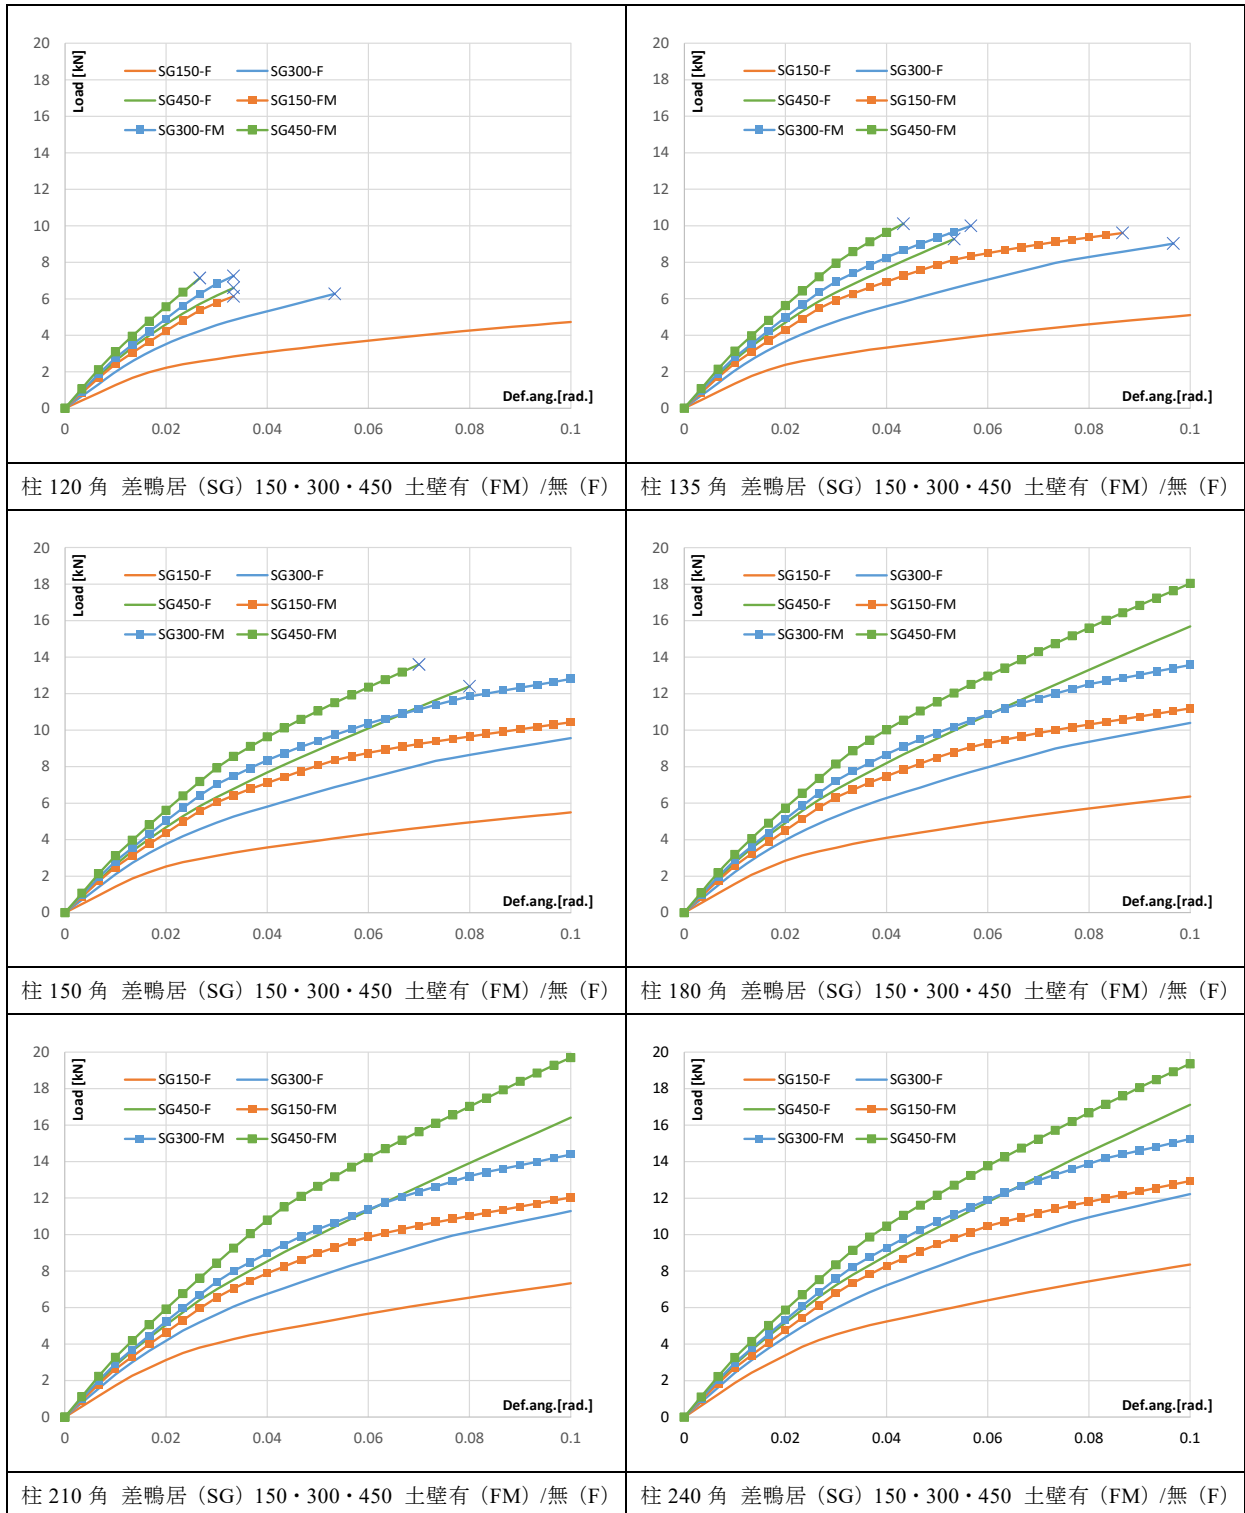 20
18
16
14
12
10
8
6
4
2
0
Load [kN]
SG150-F SG300-F
SG450-F SG150-FM
SG300-FM SG450-FM
Def.ang.[rad.]
0 0.02 0.04 0.06 0.08 0.1
柱 120 角 差鴨居（SG）150・300・450 土壁有（FM）/無（F）
20
18
16
14
12
10
8
6
4
2
0
Load [kN]
SG150-F SG300-F
SG450-F SG150-FM
SG300-FM SG450-FM
Def.ang.[rad.]
0 0.02 0.04 0.06 0.08 0.1
柱 135 角 差鴨居（SG）150・300・450 土壁有（FM）/無（F）
20
18
16
14
12
10
8
6
4
2
0
Load [kN]
SG150-F SG300-F
SG450-F SG150-FM
SG300-FM SG450-FM
Def.ang.[rad.]
0 0.02 0.04 0.06 0.08 0.1
柱 150 角 差鴨居（SG）150・300・450 土壁有（FM）/無（F）
20
18
16
14
12
10
8
6
4
2
0
Load [kN]
SG150-F SG300-F
SG450-F SG150-FM
SG300-FM SG450-FM
Def.ang.[rad.]
0 0.02 0.04 0.06 0.08 0.1
柱 180 角 差鴨居（SG）150・300・450 土壁有（FM）/無（F）
20
18
16
14
12
10
8
6
4
2
0
Load [kN]
SG150-F SG300-F
SG450-F SG150-FM
SG300-FM SG450-FM
Def.ang.[rad.]
0 0.02 0.04 0.06 0.08 0.1
柱 210 角 差鴨居（SG）150・300・450 土壁有（FM）/無（F）
20
18
16
14
12
10
8
6
4
2
0
Load [kN]
SG150-F SG300-F
SG450-F SG150-FM
SG300-FM SG450-FM
Def.ang.[rad.]
0 0.02 0.04 0.06 0.08 0.1
柱 240 角 差鴨居（SG）150・300・450 土壁有（FM）/無（F）